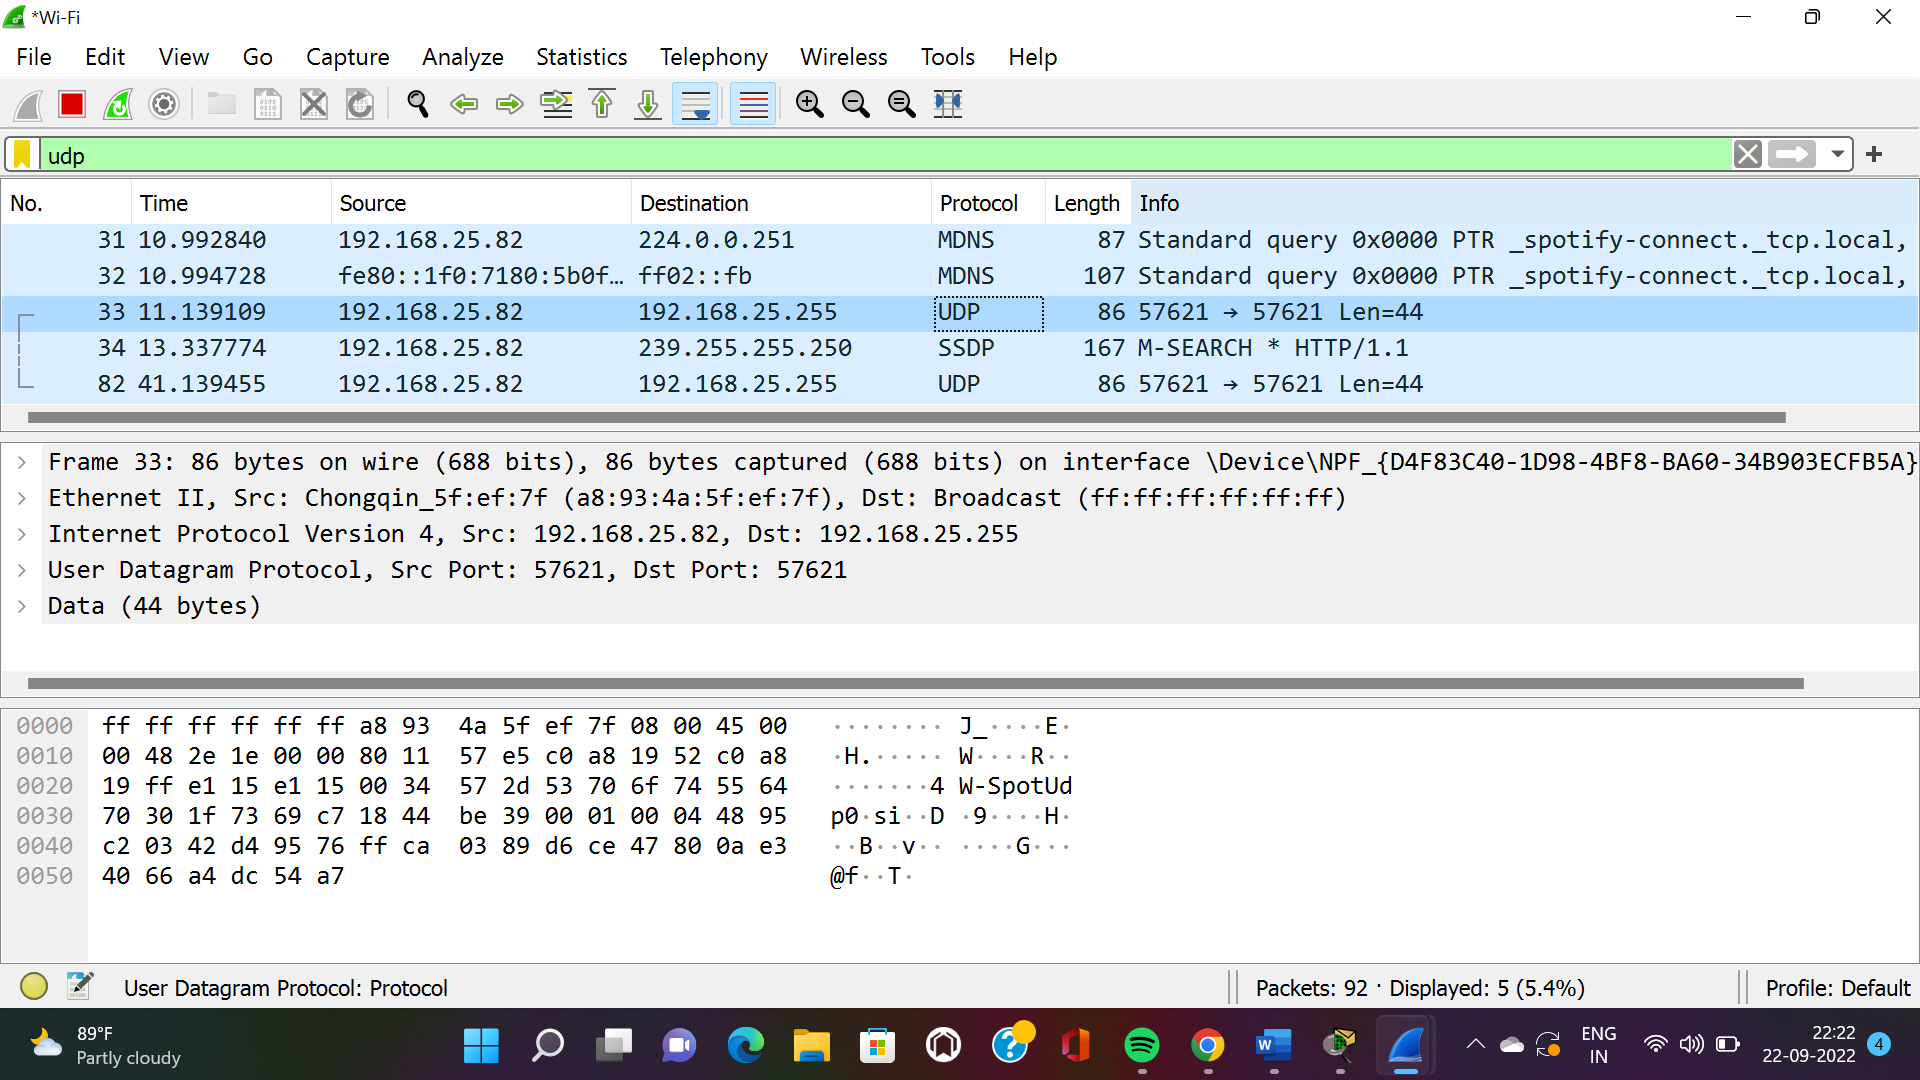 *Wi-Fi
File Edit View Go Capture Analyze Statistics Telephony Wireless Tools Help
udp
No. Time Source Destination Protocol Length Info
31 10.992840 192.168.25.82 224.0.0.251 MDNS 87 Standard query 0x0000 PTR _spotify-connect._tcp.local,
32 10.994728 fe80::1f0:7180:5b0f… ff02::fb MDNS 107 Standard query 0x0000 PTR _spotify-connect._tcp.local,
33 11.139109 192.168.25.82 192.168.25.255 UDP 86 57621 → 57621 Len=44
34 13.337774 192.168.25.82 239.255.255.250 SSDP 167 M-SEARCH * HTTP/1.1
82 41.139455 192.168.25.82 192.168.25.255 UDP 86 57621 → 57621 Len=44
Frame 33: 86 bytes on wire (688 bits), 86 bytes captured (688 bits) on interface \Device\NPF_{D4F83C40-1D98-4BF8-BA60-34B903ECFB5A}
Ethernet II, Src: Chongqin_5f:ef:7f (a8:93:4a:5f:ef:7f), Dst: Broadcast (ff:ff:ff:ff:ff:ff)
Internet Protocol Version 4, Src: 192.168.25.82, Dst: 192.168.25.255
User Datagram Protocol, Src Port: 57621, Dst Port: 57621
Data (44 bytes)
0000 ff ff ff ff ff ff a8 93 4a 5f ef 7f 08 00 45 00 ········ J_····E·
0010 00 48 2e 1e 00 00 80 11 57 e5 c0 a8 19 52 c0 a8 ·H.····· W····R··
0020 19 ff e1 15 e1 15 00 34 57 2d 53 70 6f 74 55 64 ·······4 W-SpotUd
0030 70 30 1f 73 69 c7 18 44 be 39 00 01 00 04 48 95 p0·si··D ·9····H·
0040 c2 03 42 d4 95 76 ff ca 03 89 d6 ce 47 80 0a e3 ··B··v·· ····G···
0050 40 66 a4 dc 54 a7 @f··T·
User Datagram Protocol: Protocol Packets: 92 · Displayed: 5 (5.4%) Profile: Default
89°F
Partly cloudy
ENG
IN
22:22
22-09-2022
4